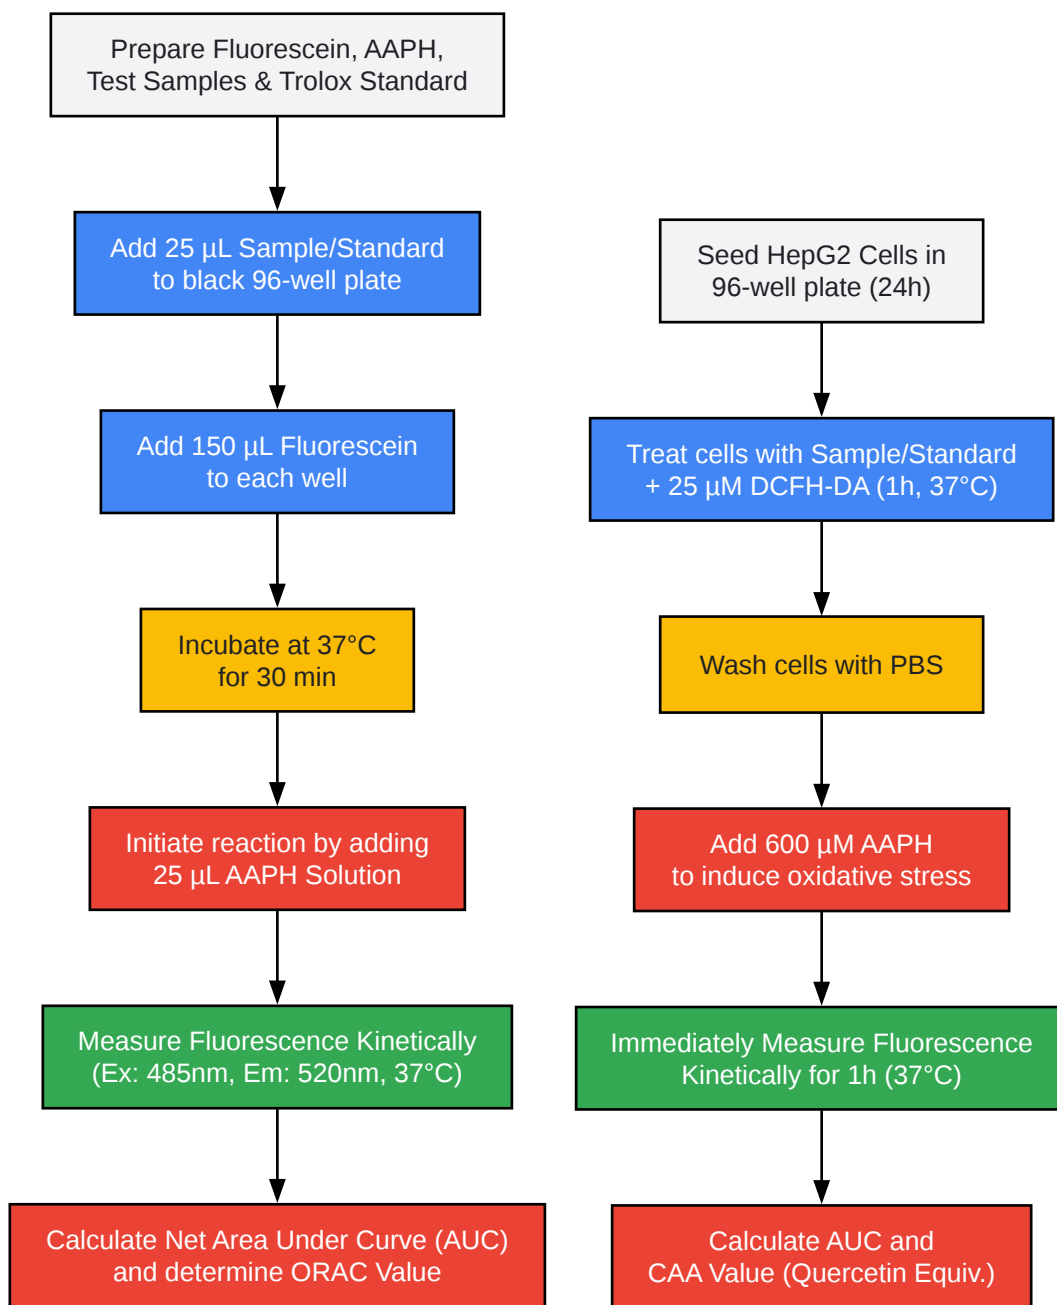 Prepare Fluorescein, AAPH,
Test Samples & Trolox Standard
Add 25 µL Sample/Standard
to black 96-well plate
Add 150 µL Fluorescein
to each well
Incubate at 37°C
for 30 min
Initiate reaction by adding
25 µL AAPH Solution
Measure Fluorescence Kinetically
(Ex: 485nm, Em: 520nm, 37°C)
Calculate Net Area Under Curve (AUC)
and determine ORAC Value
Seed HepG2 Cells in
96-well plate (24h)
Treat cells with Sample/Standard
+ 25 µM DCFH-DA (1h, 37°C)
Wash cells with PBS
Add 600 µM AAPH
to induce oxidative stress
Immediately Measure Fluorescence
Kinetically for 1h (37°C)
Calculate AUC and
CAA Value (Quercetin Equiv.)